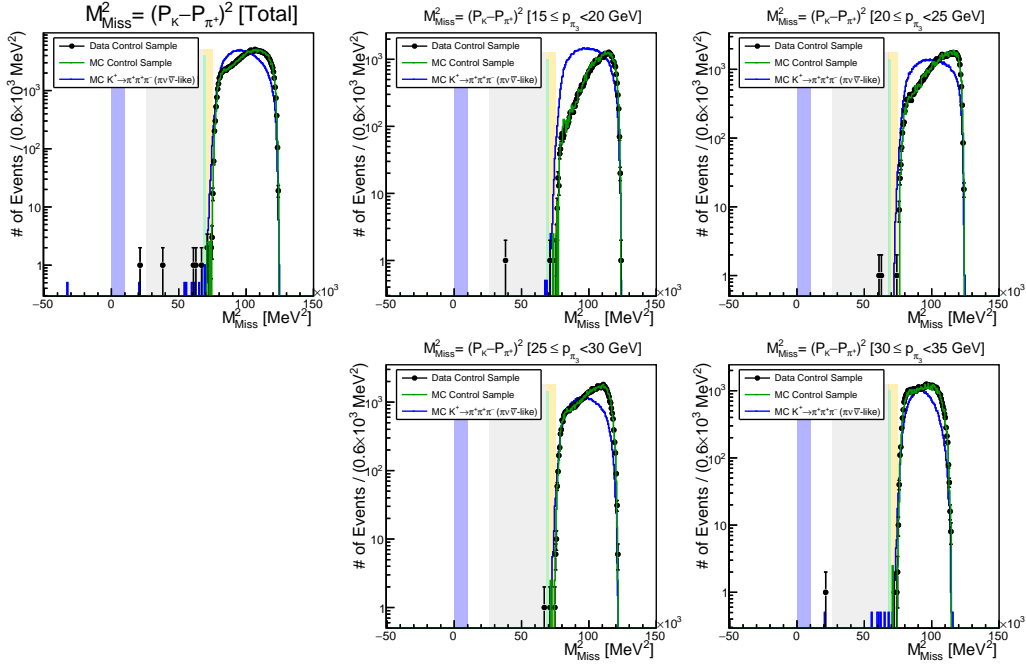 M²Miss= (PK−Pπ+)² [Total]
# of Events / (0.6×10³ MeV²)
Data Control Sample
MC Control Sample
MC K⁺→π⁺π⁺π⁻ (πνν̄-like)
10³
10²
10
1
−50 0 50 100 150
×10³
M²Miss [MeV²]
M²Miss= (PK−Pπ+)² [15 ≤ pπ3 <20 GeV]
# of Events / (0.6×10³ MeV²)
Data Control Sample
MC Control Sample
MC K⁺→π⁺π⁺π⁻ (πνν̄-like)
10³
10²
10
1
−50 0 50 100 150
×10³
M²Miss [MeV²]
M²Miss= (PK−Pπ+)² [20 ≤ pπ3 <25 GeV]
# of Events / (0.6×10³ MeV²)
Data Control Sample
MC Control Sample
MC K⁺→π⁺π⁺π⁻ (πνν̄-like)
10³
10²
10
1
−50 0 50 100 150
×10³
M²Miss [MeV²]
M²Miss= (PK−Pπ+)² [25 ≤ pπ3 <30 GeV]
# of Events / (0.6×10³ MeV²)
Data Control Sample
MC Control Sample
MC K⁺→π⁺π⁺π⁻ (πνν̄-like)
10³
10²
10
1
−50 0 50 100 150
×10³
M²Miss [MeV²]
M²Miss= (PK−Pπ+)² [30 ≤ pπ3 <35 GeV]
# of Events / (0.6×10³ MeV²)
Data Control Sample
MC Control Sample
MC K⁺→π⁺π⁺π⁻ (πνν̄-like)
10³
10²
10
1
−50 0 50 100 150
×10³
M²Miss [MeV²]